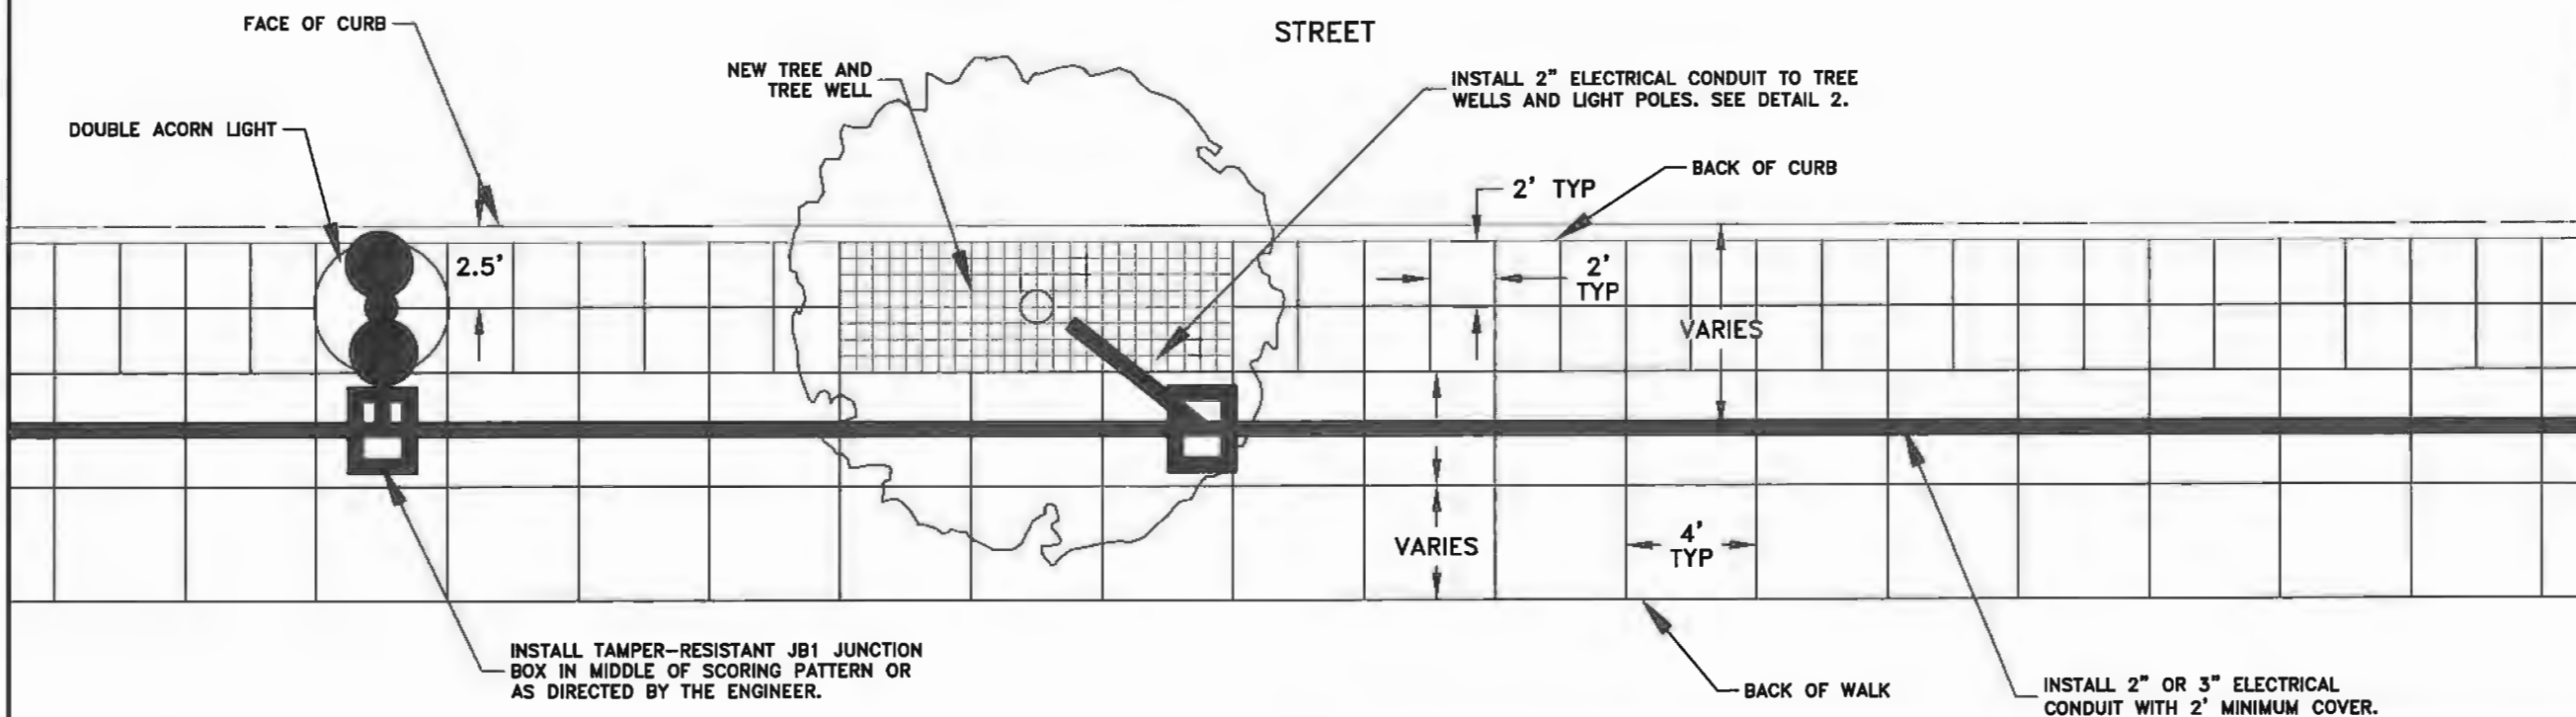 STREET
FACE OF CURB
NEW TREE AND
TREE WELL
INSTALL 2" ELECTRICAL CONDUIT TO TREE
WELLS AND LIGHT POLES. SEE DETAIL 2.
DOUBLE ACORN LIGHT
BACK OF CURB
2' TYP
2.5'
2'
TYP
VARIES
VARIES
4'
TYP
INSTALL TAMPER-RESISTANT JB1 JUNCTION
BOX IN MIDDLE OF SCORING PATTERN OR
AS DIRECTED BY THE ENGINEER.
BACK OF WALK
INSTALL 2" OR 3" ELECTRICAL
CONDUIT WITH 2' MINIMUM COVER.